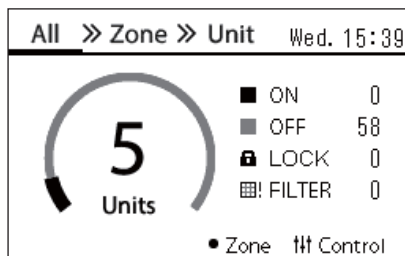 All » Zone » Unit Wed. 15:39
5
Units
ON 0
OFF 58
LOCK 0
! FILTER 0
• Zone Control